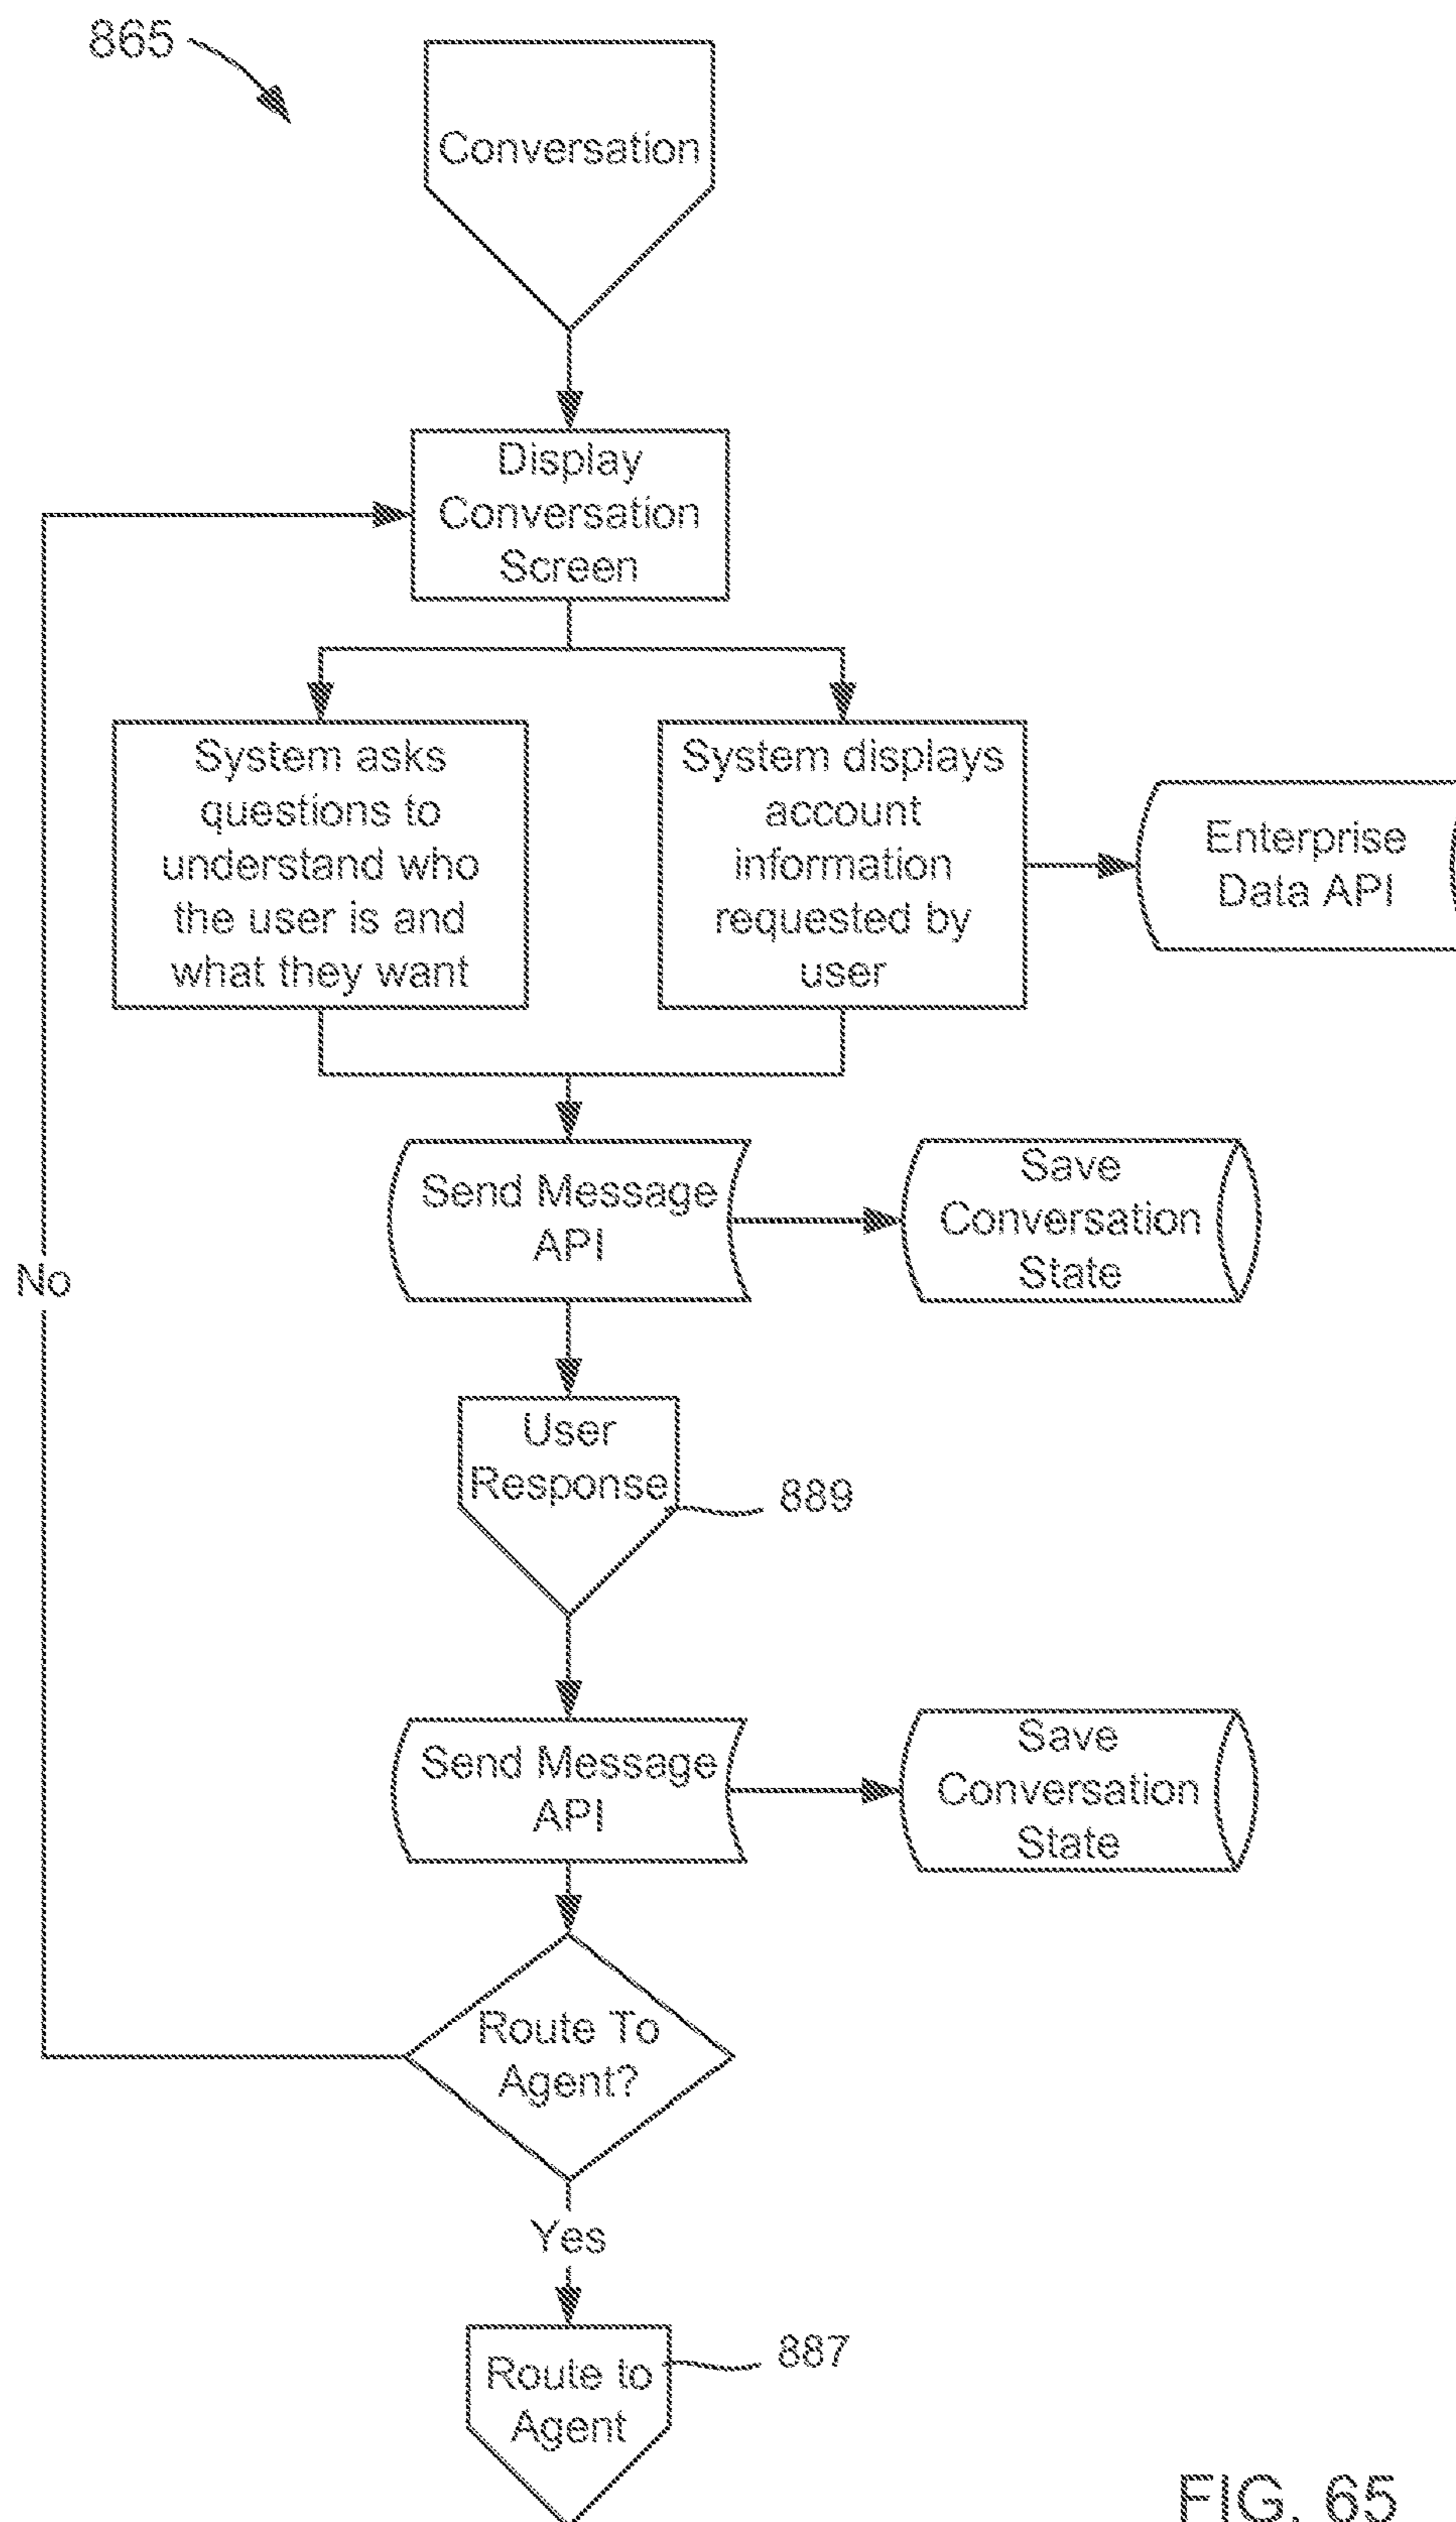 865
Conversation
Display
Conversation
Screen
System asks
questions to
understand who
the user is and
what they want
System displays
account
information
requested by
user
Enterprise
Data API
Send Message
API
Save
Conversation
State
No
User
Response
889
Send Message
API
Save
Conversation
State
Route To
Agent?
Yes
Route to
Agent
887
FIG. 65